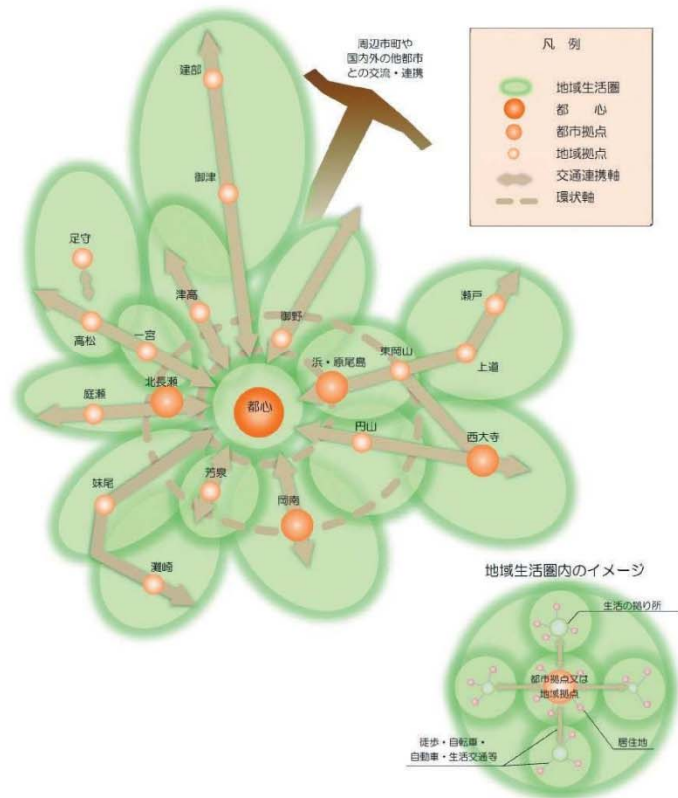 周辺市町や
国内外の他都市
との交流・連携
凡 例
地域生活圏
都 心
都市拠点
地域拠点
交通連携軸
環状軸
建部
御津
足守
津高
高松
一宮
御野
瀬戸
浜・原尾島
東岡山
上道
庭瀬
北長瀬
都心
円山
西大寺
妹尾
芳泉
岡南
灘崎
地域生活圏内のイメージ
生活の拠り所
都市拠点又は
地域拠点
徒歩・自転車・
自動車・生活交通等
居住地